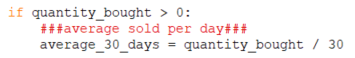 if quantity_bought > 0:
    ###average sold per day###
    average_30_days = quantity_bought / 30